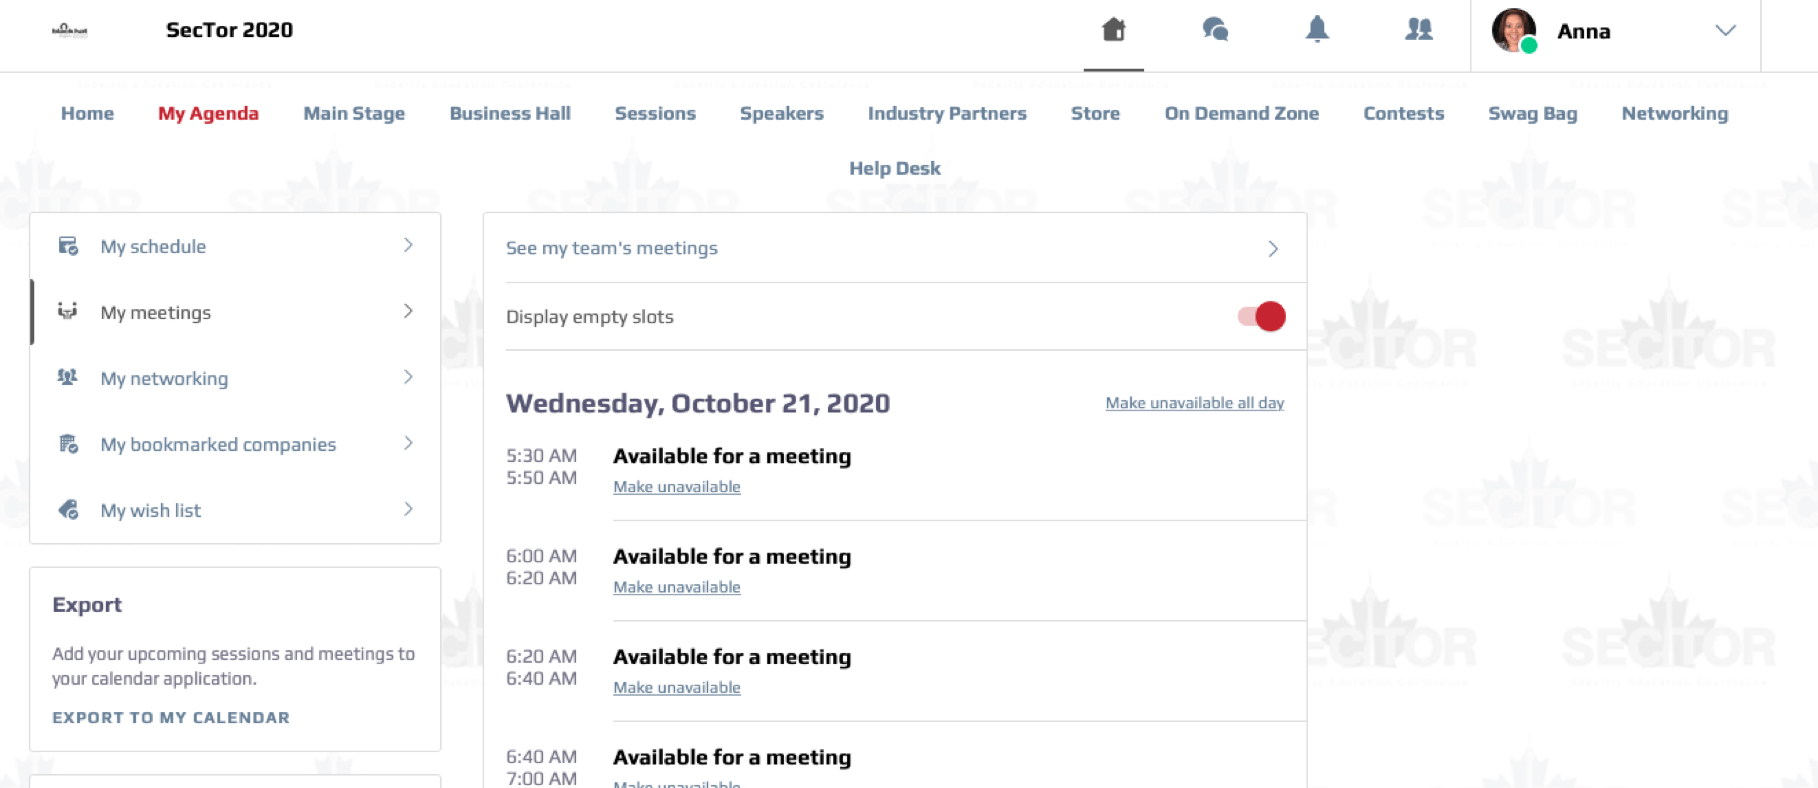 SecTor 2020
Anna
Home My Agenda Main Stage Business Hall Sessions Speakers Industry Partners Store On Demand Zone Contests Swag Bag Networking
Help Desk
My schedule
My meetings
My networking
My bookmarked companies
My wish list
Export
Add your upcoming sessions and meetings to
your calendar application.
EXPORT TO MY CALENDAR
See my team's meetings
Display empty slots
Wednesday, October 21, 2020 Make unavailable all day
5:30 AM Available for a meeting
5:50 AM
Make unavailable
6:00 AM Available for a meeting
6:20 AM
Make unavailable
6:20 AM Available for a meeting
6:40 AM
Make unavailable
6:40 AM Available for a meeting
7:00 AM
Make unavailable
SECTOR